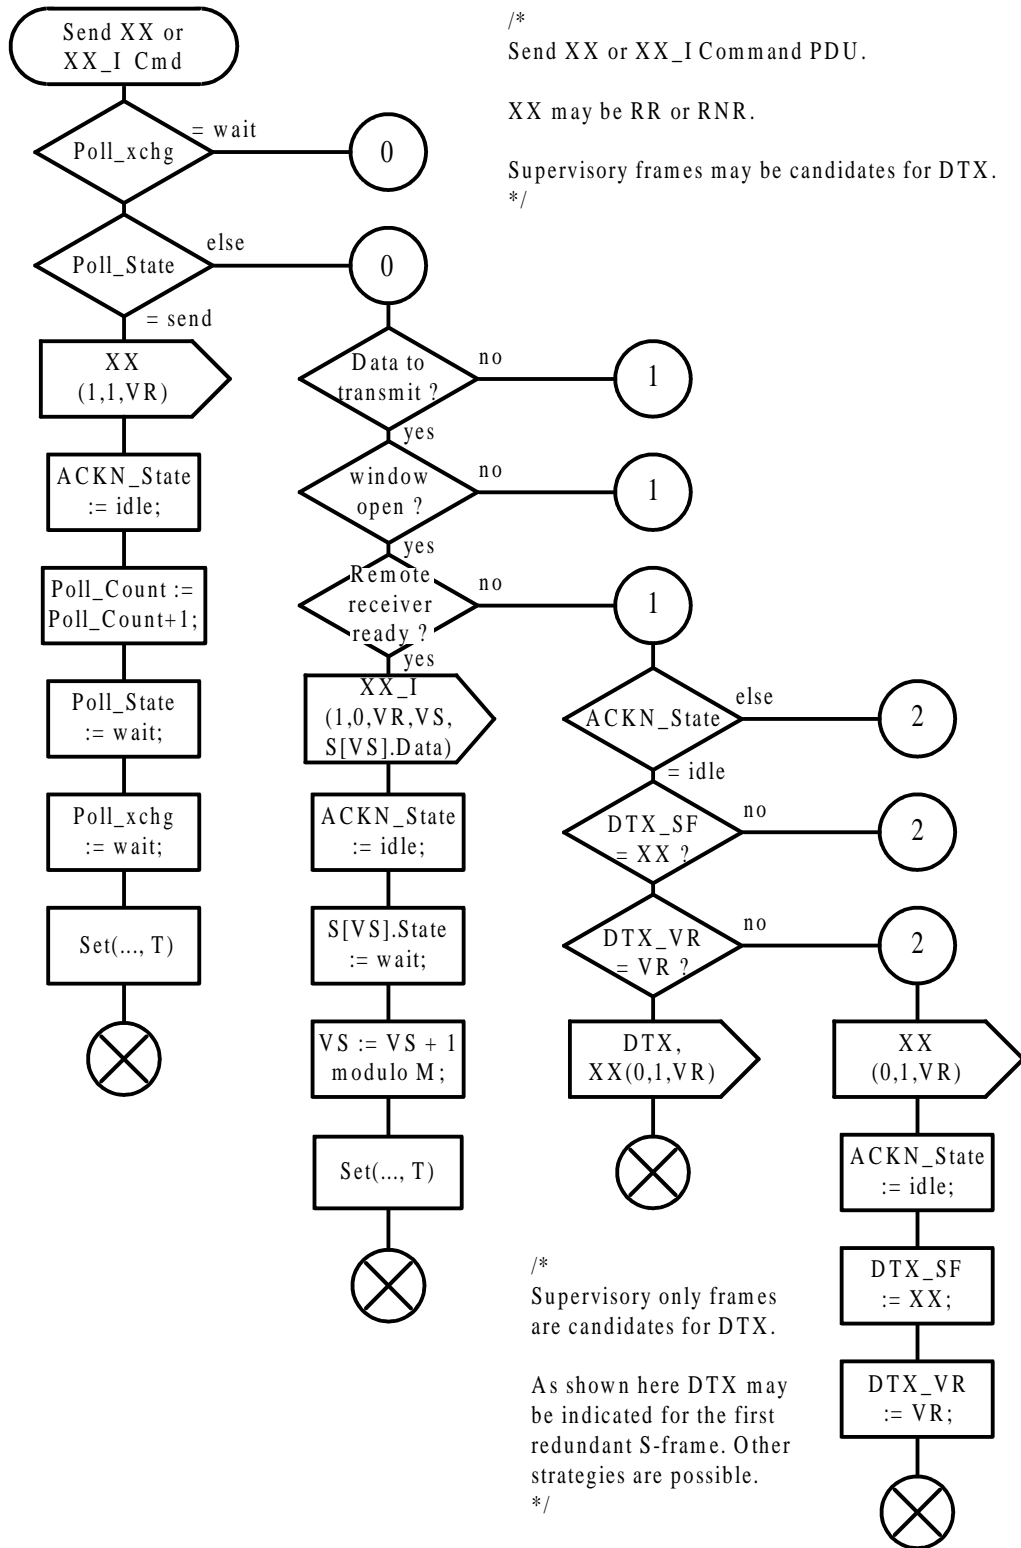 Send XX or
XX_I Cmd
/*
Send XX or XX_I Command PDU.
XX may be RR or RNR.
Supervisory frames may be candidates for DTX.
*/
Poll_xchg
= wait
0
Poll_State
else
0
= send
XX
(1,1,VR)
ACKN_State
:= idle;
Poll_Count :=
Poll_Count+1;
Poll_State
:= wait;
Poll_xchg
:= wait;
Set(..., T)
Data to
transmit ?
no
1
yes
window
open ?
no
1
yes
Remote
receiver
ready ?
no
1
yes
XX_I
(1,0,VR,VS,
S[VS].Data)
ACKN_State
:= idle;
S[VS].State
:= wait;
VS := VS + 1
modulo M;
Set(..., T)
ACKN_State
else
2
= idle
DTX_SF
= XX ?
no
2
DTX_VR
= VR ?
no
2
DTX,
XX(0,1,VR)
XX
(0,1,VR)
ACKN_State
:= idle;
DTX_SF
:= XX;
DTX_VR
:= VR;
/*
Supervisory only frames
are candidates for DTX.
As shown here DTX may
be indicated for the first
redundant S-frame. Other
strategies are possible.
*/